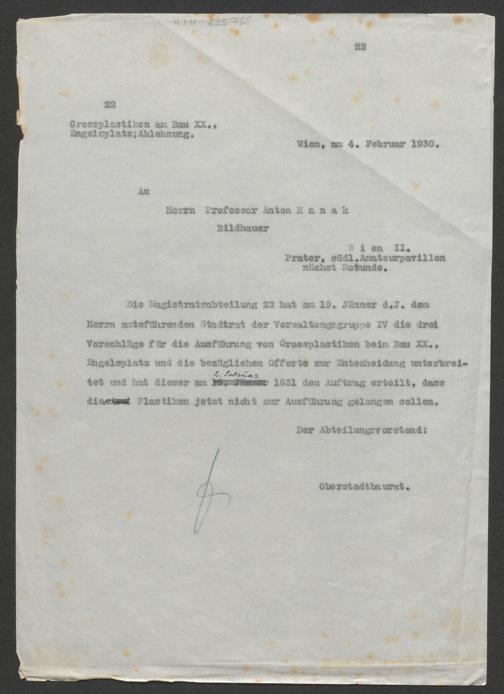 H.I.N. 225768
22
22
Grossplastiken am Bau XX.,
Engelsplatz;Ablehnung.
Wien, am 4. Februar 1930.
An
Herrn Professor Anton H a n a k
Bildhauer
W i e n II.
Prater, südl.Amateurpavillon
nächst Rotunde.
Die Magistratsabteilung 22 hat am 19. Jänner d.J. dem
Herrn amtsführenden Stadtrat der Verwaltungsgruppe IV die drei
Vorschläge für die Ausführung von Grossplastiken beim Bau XX.,
Engelsplatz und die bezüglichen Offerte zur Entscheidung unterbrei-
2. Februar
tet und hat dieser am 1931 den Auftrag erteilt, dass
die Plastiken jetzt nicht zur Ausführung gelangen sollen.
Der Abteilungsvorstand:
Oberstadtbaurat.